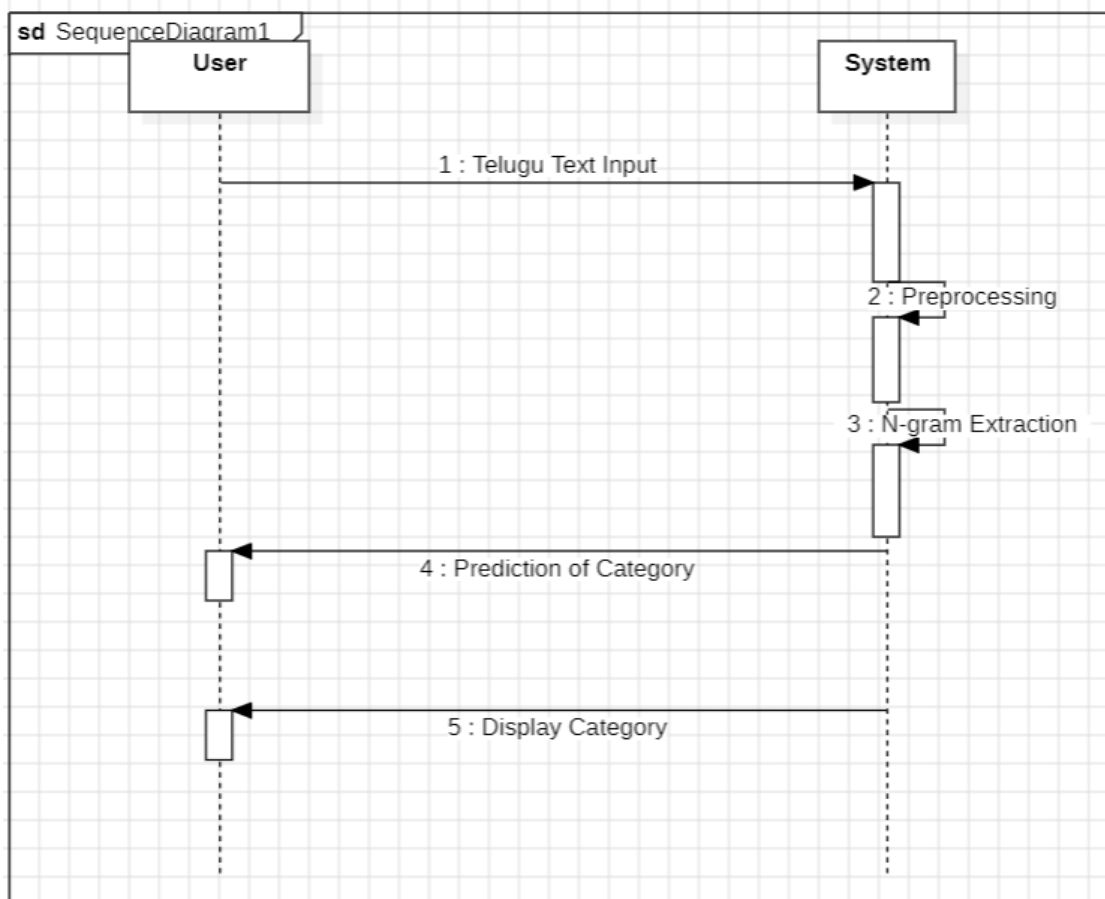 sd SequenceDiagram1
User
System
1 : Telugu Text Input
2 : Preprocessing
3 : N-gram Extraction
4 : Prediction of Category
5 : Display Category